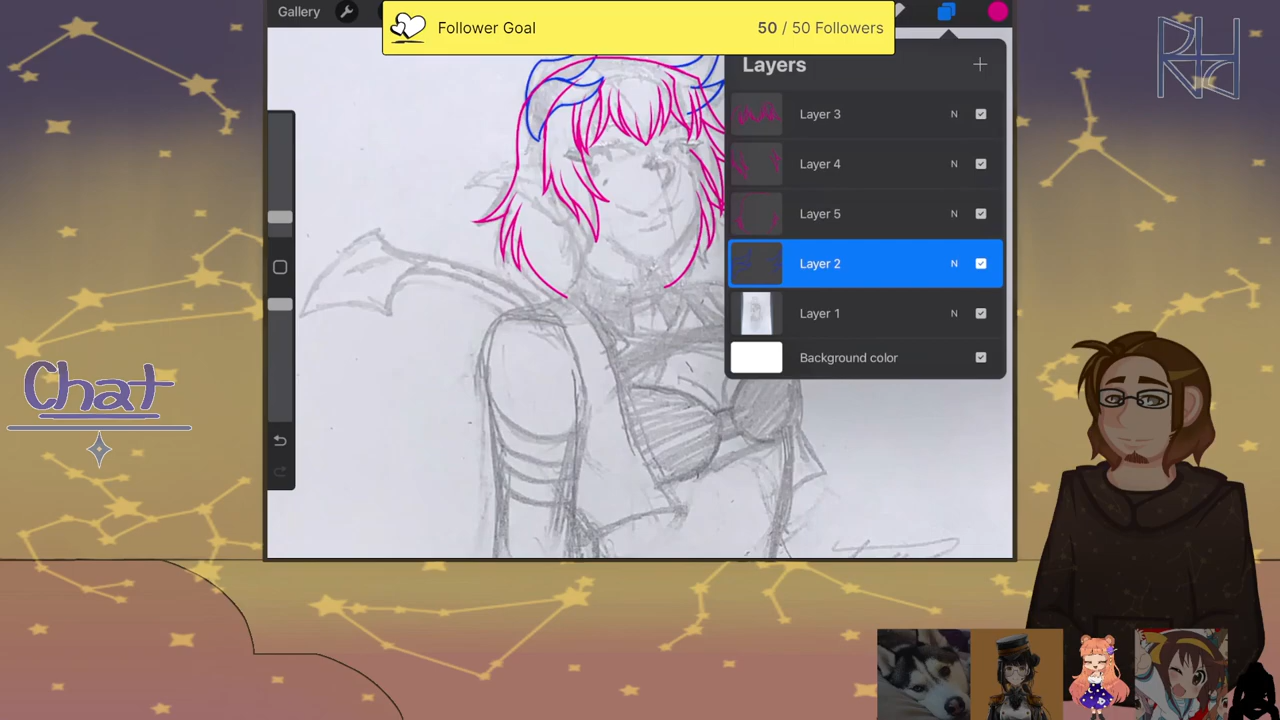 Gallery
Follower Goal
50 / 50 Followers
Layers
Layer 3
N
Layer 4
N
Layer 5
N
Layer 2
N
Layer 1
N
Background color
Chat